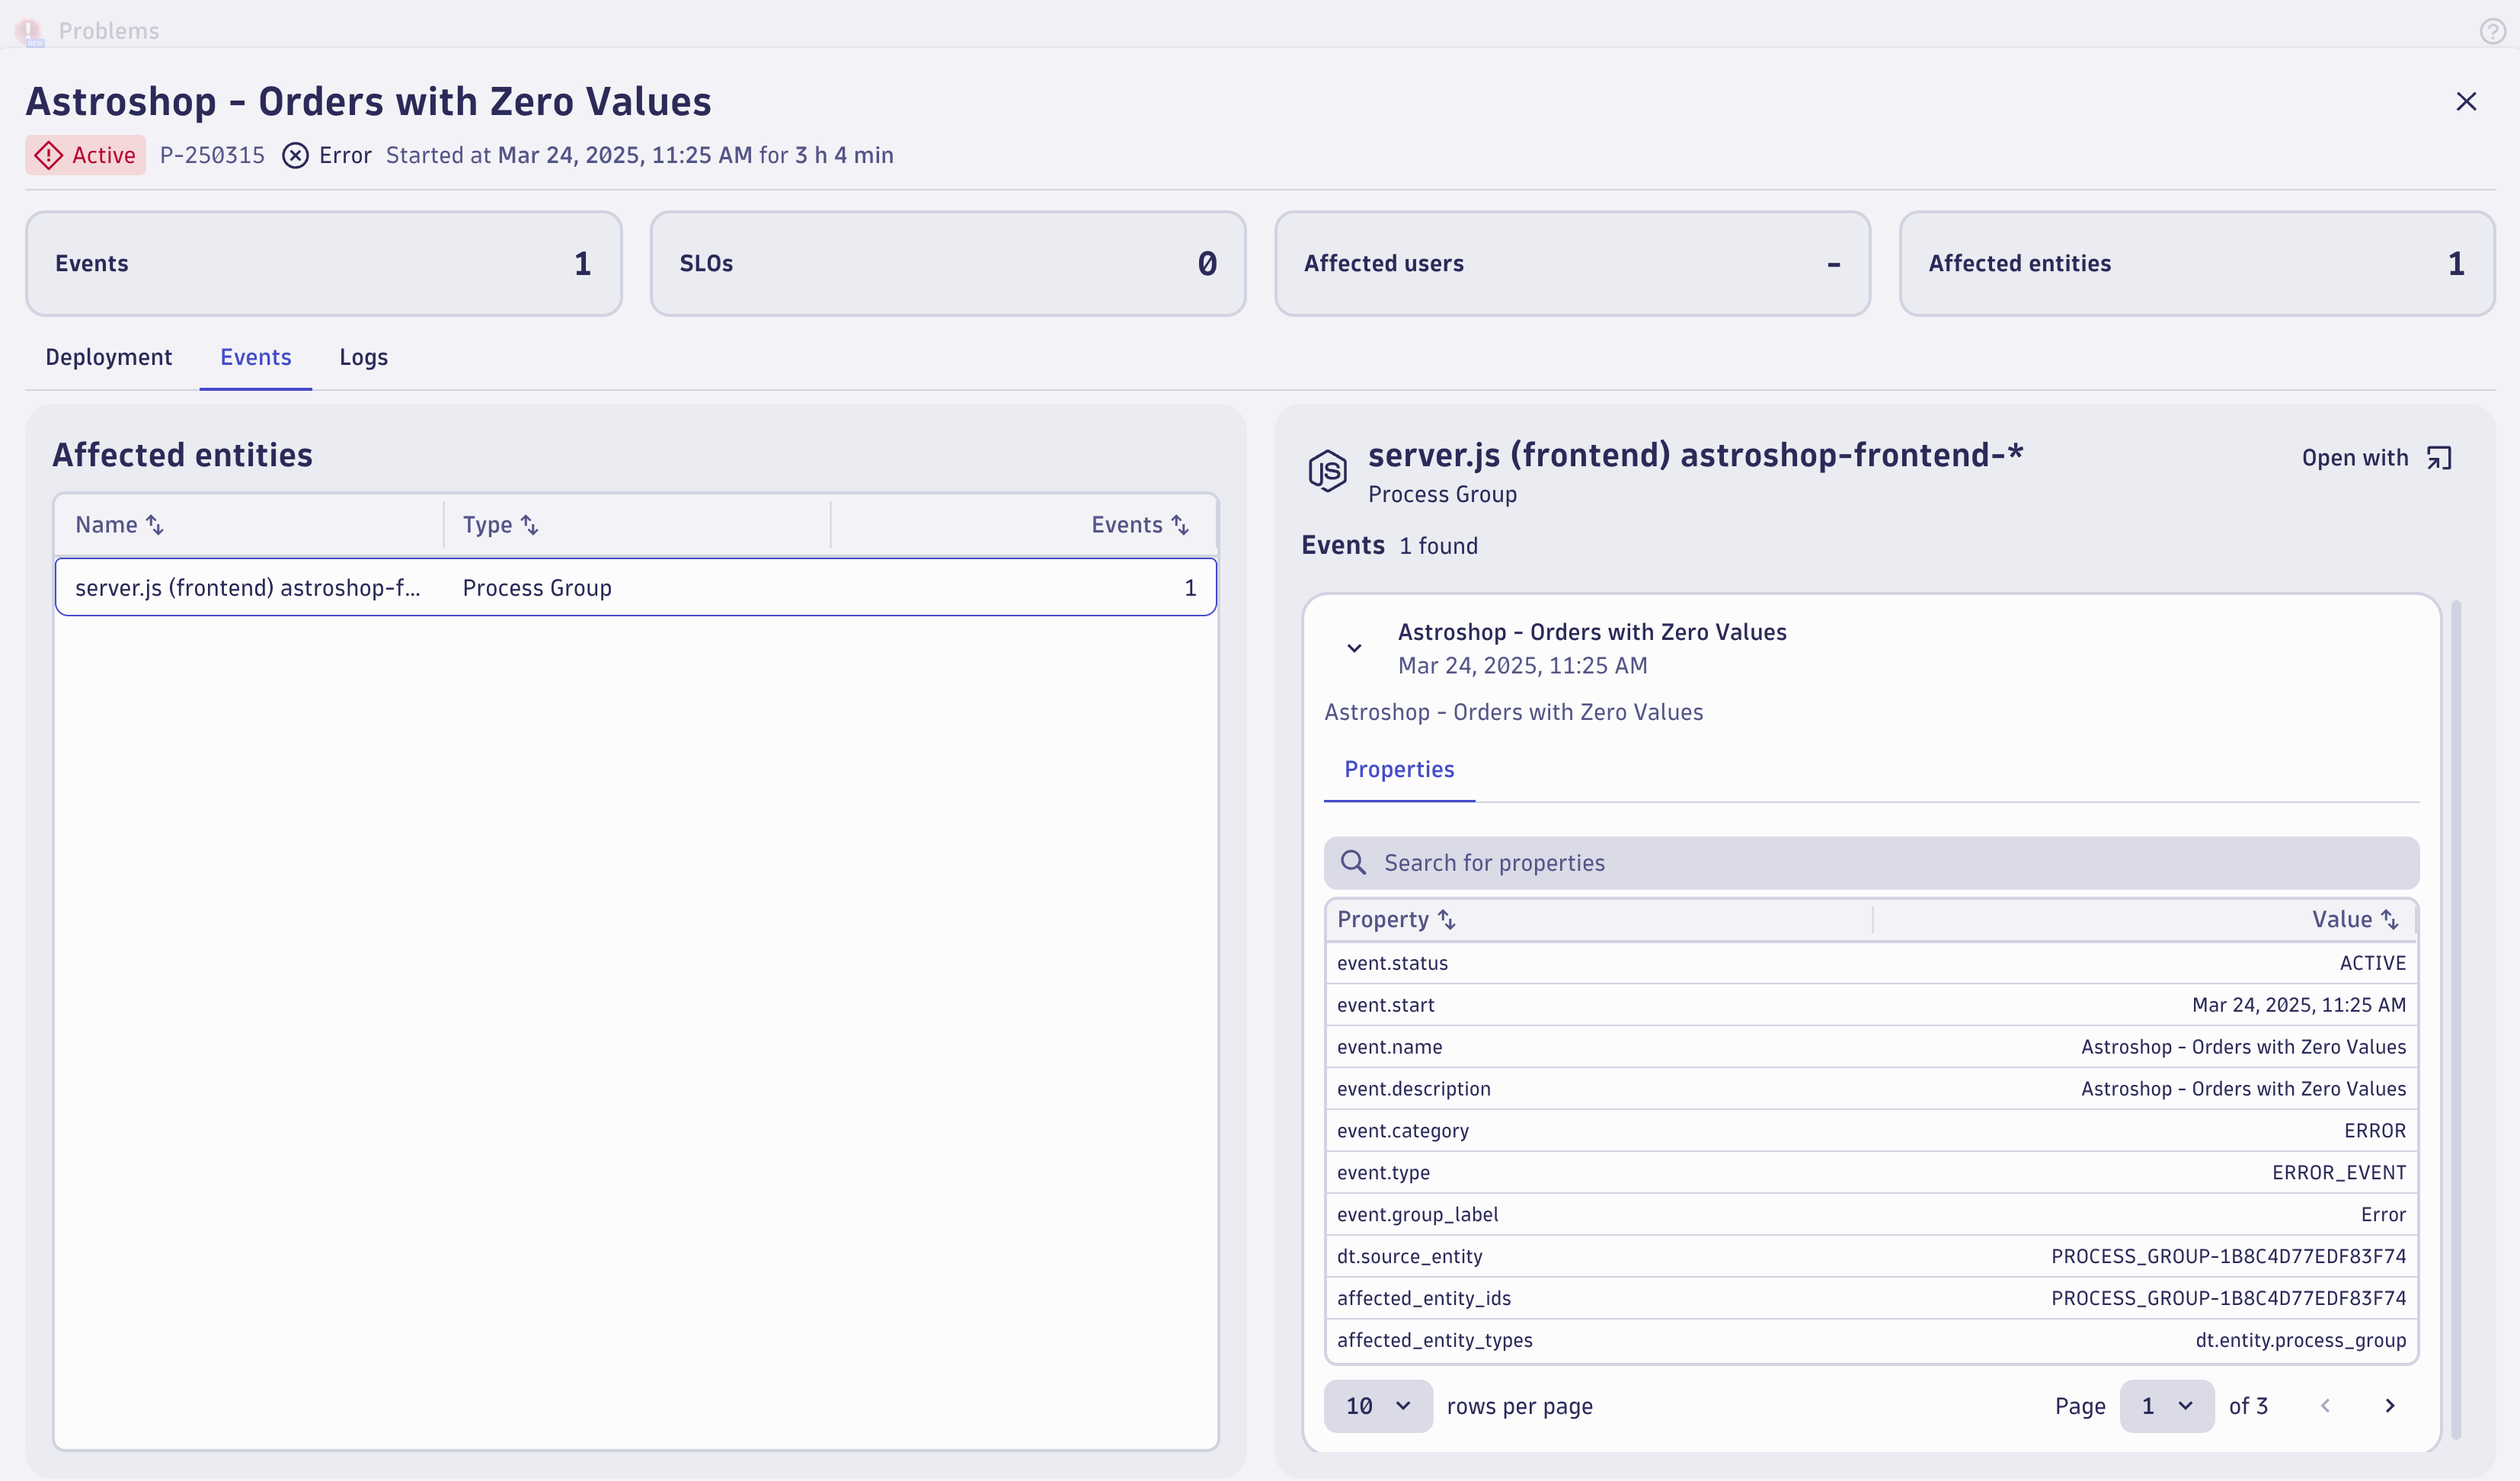 Problems
Astroshop - Orders with Zero Values
Active P-250315 Error Started at Mar 24, 2025, 11:25 AM for 3 h 4 min
Events 1
SLOs 0
Affected users -
Affected entities 1
Deployment Events Logs
Affected entities
Name Type Events
server.js (frontend) astroshop-f... Process Group 1
JS
server.js (frontend) astroshop-frontend-*
Open with
Process Group
Events 1 found
Astroshop - Orders with Zero Values
Mar 24, 2025, 11:25 AM
Astroshop - Orders with Zero Values
Properties
Search for properties
Property Value
event.status ACTIVE
event.start Mar 24, 2025, 11:25 AM
event.name Astroshop - Orders with Zero Values
event.description Astroshop - Orders with Zero Values
event.category ERROR
event.type ERROR_EVENT
event.group_label Error
dt.source_entity PROCESS_GROUP-1B8C4D77EDF83F74
affected_entity_ids PROCESS_GROUP-1B8C4D77EDF83F74
affected_entity_types dt.entity.process_group
10 rows per page Page 1 of 3